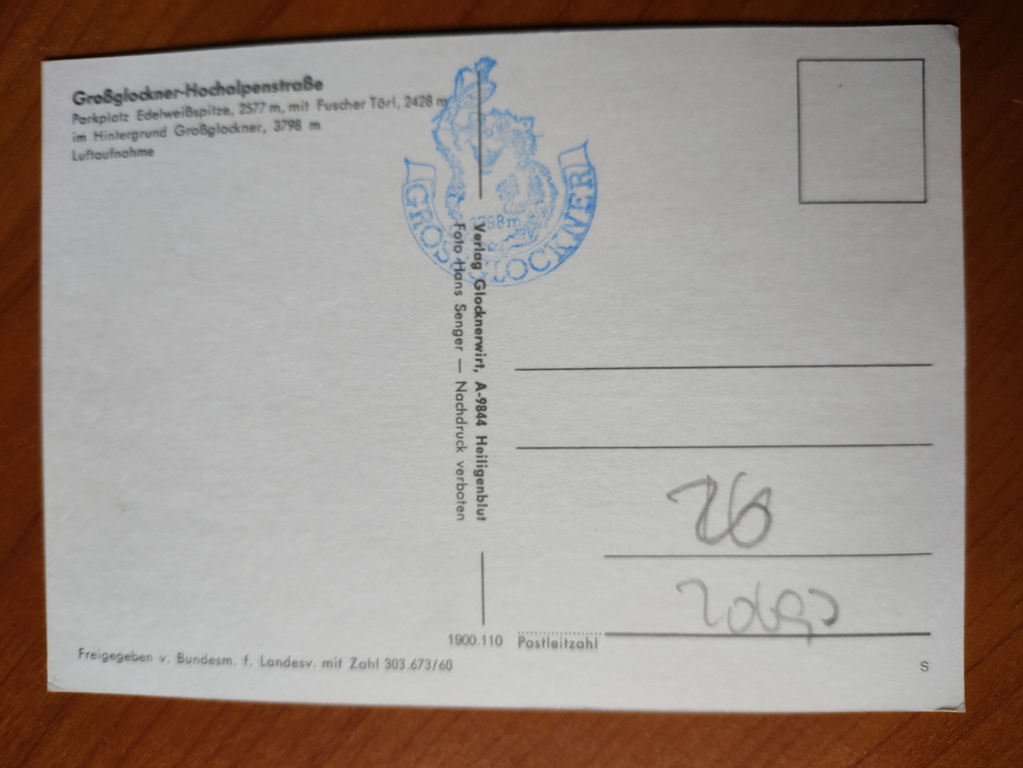 Großglockner-Hochalpenstraße
Parkplatz Edelweißspitze, 2577 m, mit Fuscher Törl, 2428 m
im Hintergrund Großglockner, 3798 m
Luftaufnahme
GROSSGLOCKNER
Verlag Glocknerwirt, A-9844 Heiligenblut
Foto Hans Senger — Nachdruck verboten
26
1900.110
Postleitzahl
Freigegeben v. Bundesm. f. Landesv. mit Zahl 303.673/60
S